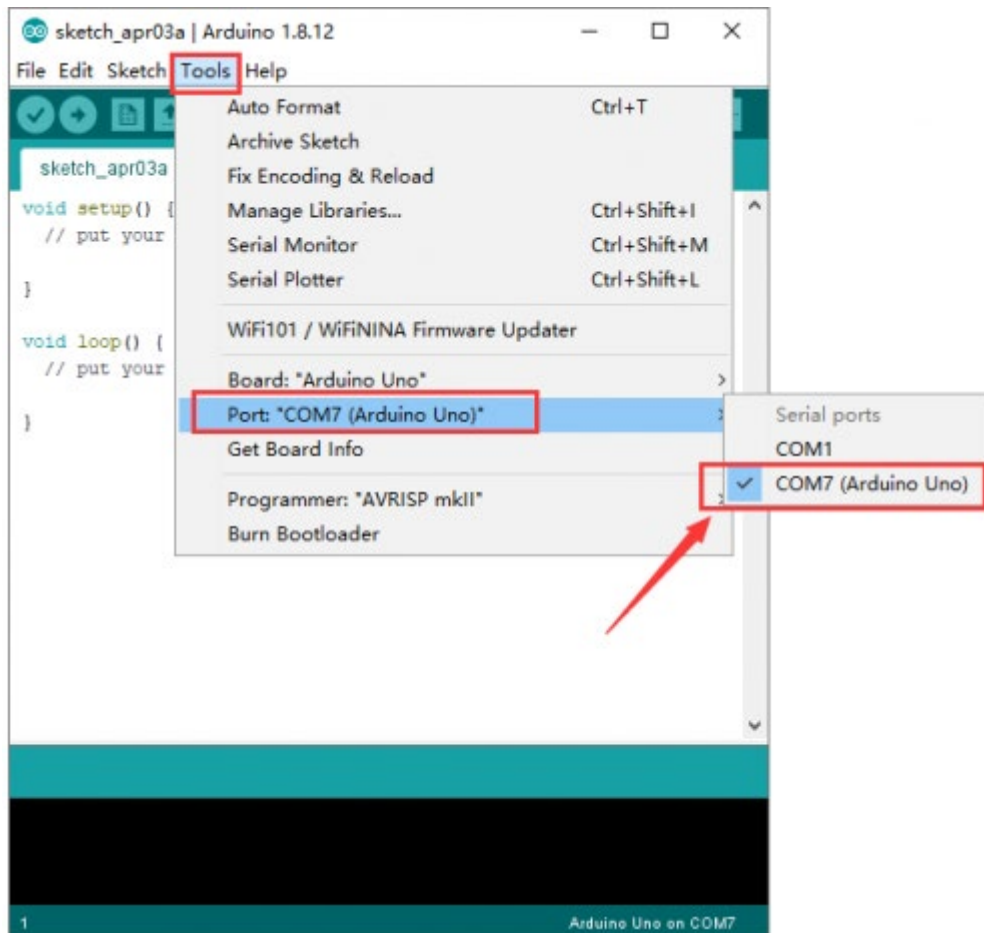 sketch_apr03a | Arduino 1.8.12
File Edit Sketch Tools Help
Auto Format Ctrl+T
Archive Sketch
Fix Encoding & Reload
Manage Libraries... Ctrl+Shift+I
Serial Monitor Ctrl+Shift+M
Serial Plotter Ctrl+Shift+L
WiFi101 / WiFiNINA Firmware Updater
Board: "Arduino Uno"
Port: "COM7 (Arduino Uno)"
Get Board Info
Programmer: "AVRISP mkII"
Burn Bootloader
Serial ports
COM1
COM7 (Arduino Uno)
sketch_apr03a
void setup() {
// put your
}
void loop() {
// put your
}
1 Arduino Uno on COM7